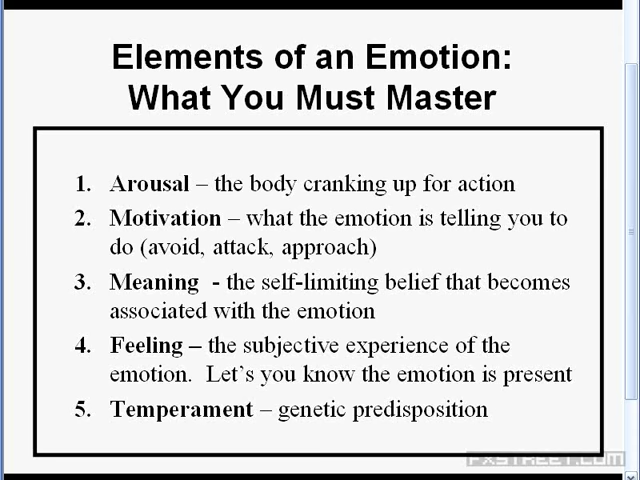 Elements of an Emotion:
What You Must Master
1. Arousal – the body cranking up for action
2. Motivation – what the emotion is telling you to
do (avoid, attack, approach)
3. Meaning - the self-limiting belief that becomes
associated with the emotion
4. Feeling – the subjective experience of the
emotion. Let's you know the emotion is present
5. Temperament – genetic predisposition
FXSTREET.COM